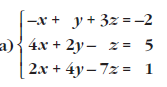 -x + y + 3z = -2
a) 4x + 2y - z = 5
2x + 4y - 7z = 1